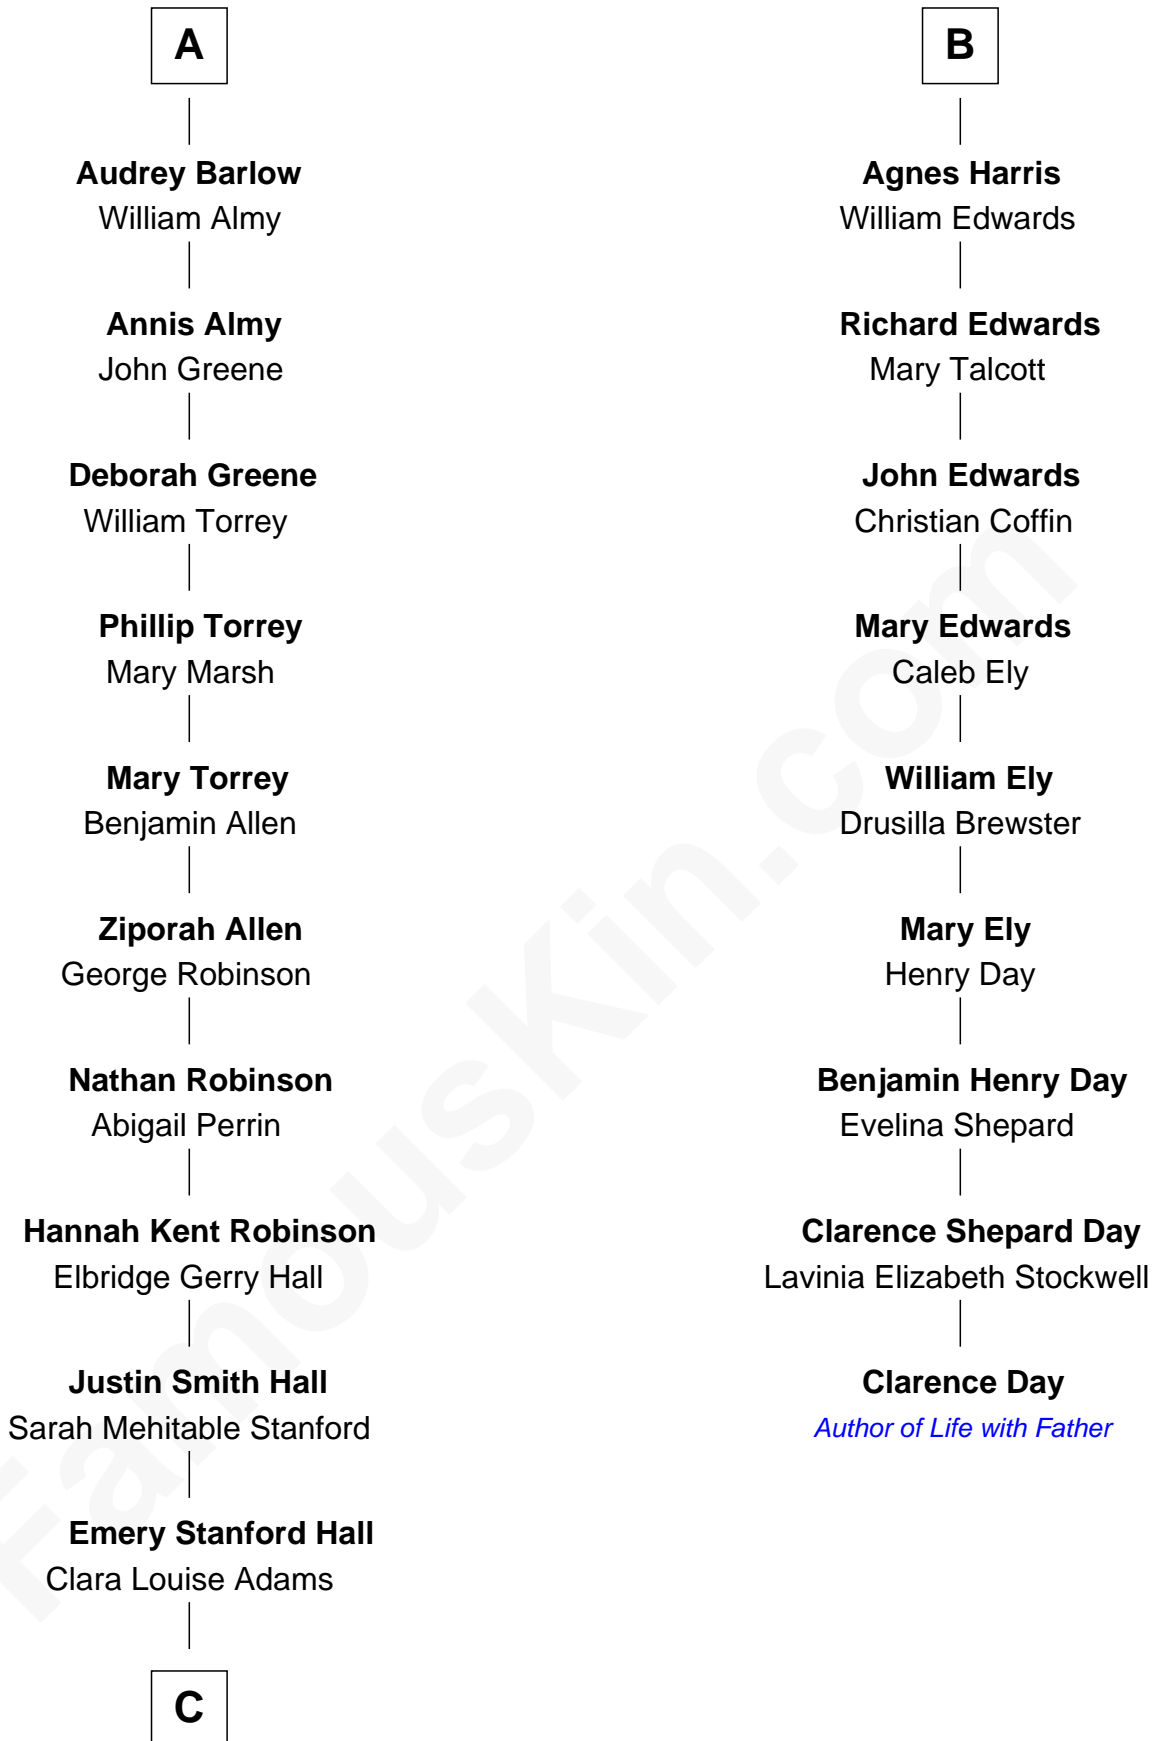 A
Audrey Barlow
William Almy
Annis Almy
John Greene
Deborah Greene
William Torrey
Phillip Torrey
Mary Marsh
Mary Torrey
Benjamin Allen
Ziporah Allen
George Robinson
Nathan Robinson
Abigail Perrin
Hannah Kent Robinson
Elbridge Gerry Hall
Justin Smith Hall
Sarah Mehitable Stanford
Emery Stanford Hall
Clara Louise Adams
C
B
Agnes Harris
William Edwards
Richard Edwards
Mary Talcott
John Edwards
Christian Coffin
Mary Edwards
Caleb Ely
William Ely
Drusilla Brewster
Mary Ely
Henry Day
Benjamin Henry Day
Evelina Shepard
Clarence Shepard Day
Lavinia Elizabeth Stockwell
Clarence Day
Author of Life with Father
FamousKin.com